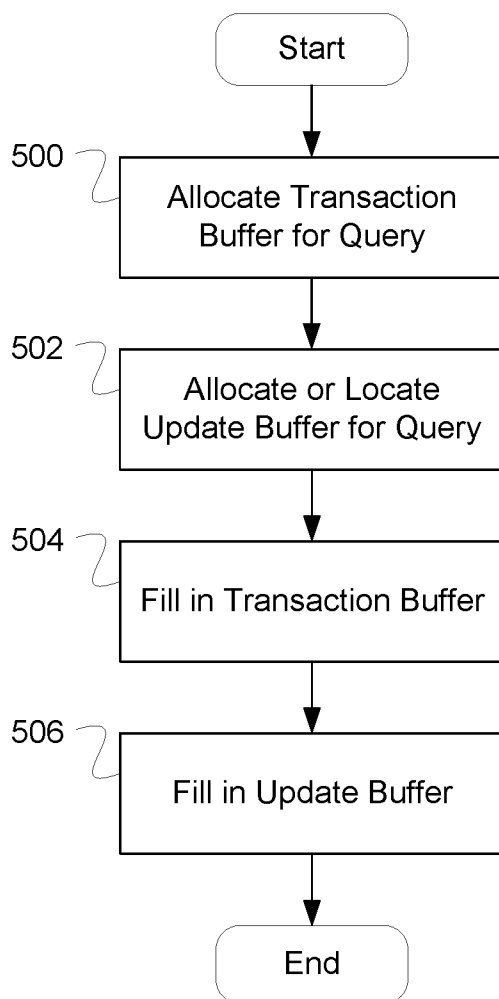 Start
500
Allocate Transaction
Buffer for Query
502
Allocate or Locate
Update Buffer for Query
504
Fill in Transaction Buffer
506
Fill in Update Buffer
End